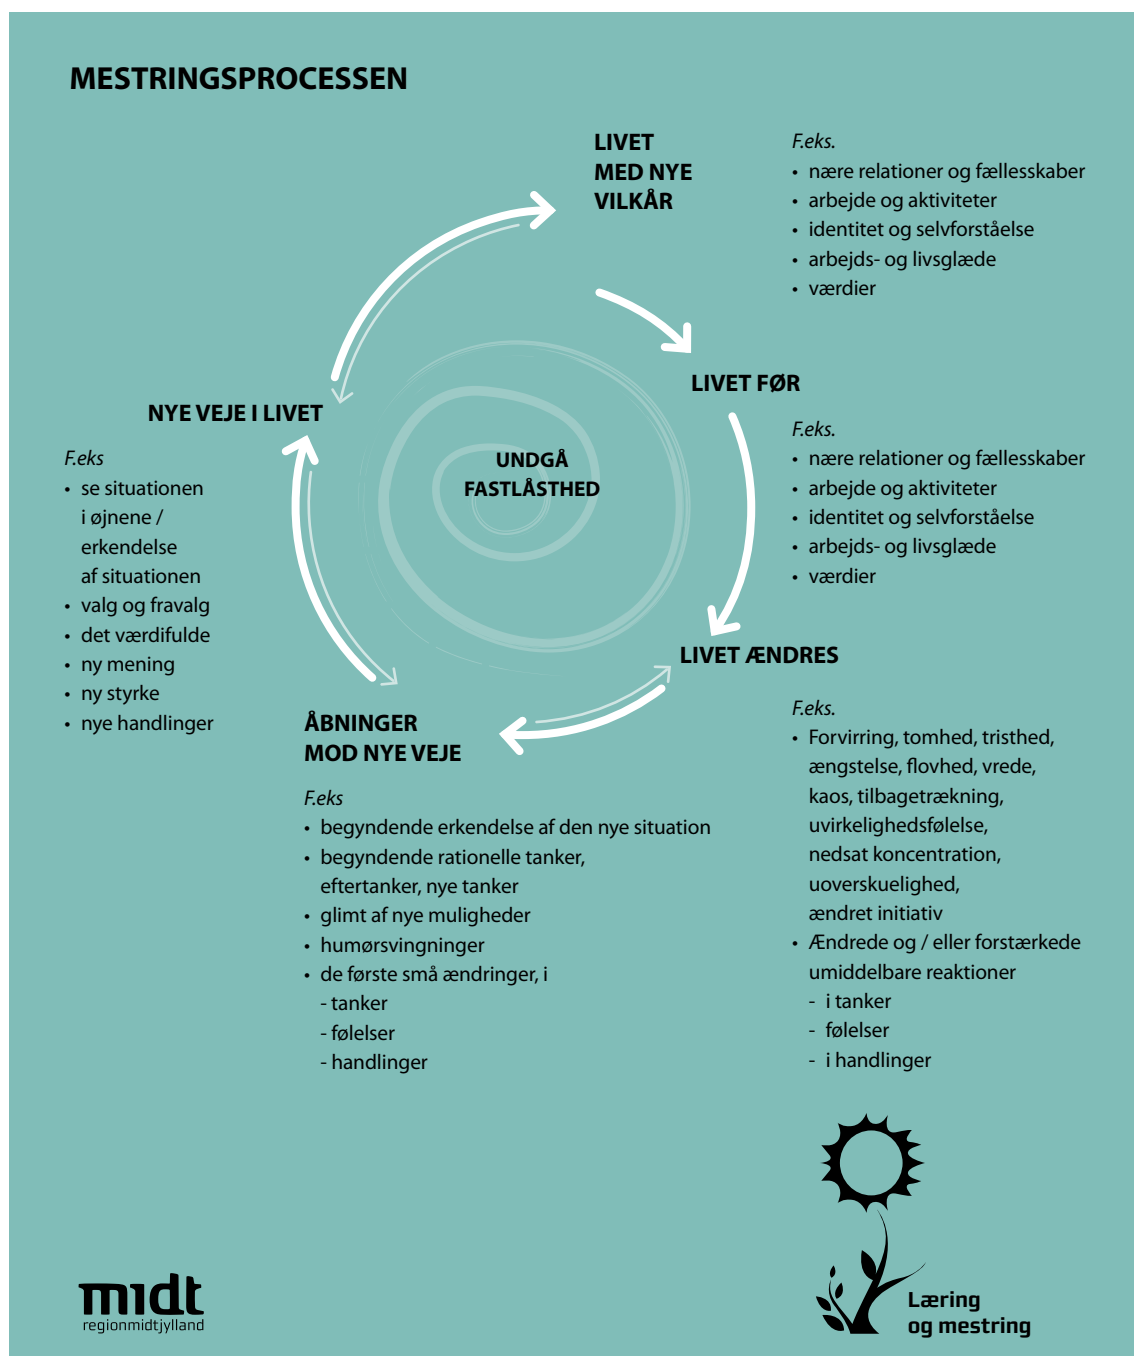 MESTRINGSPROCESSEN
LIVET
MED NYE
VILKÅR
F.eks.
• nære relationer og fællesskaber
• arbejde og aktiviteter
• identitet og selvforståelse
• arbejds- og livsglæde
• værdier
LIVET FØR
F.eks.
• nære relationer og fællesskaber
• arbejde og aktiviteter
• identitet og selvforståelse
• arbejds- og livsglæde
• værdier
UNDGÅ
FASTLÅSTHED
LIVET ÆNDRES
F.eks.
• Forvirring, tomhed, tristhed,
ængstelse, flovhed, vrede,
kaos, tilbagetrækning,
uvirkelighedsfølelse,
nedsat koncentration,
uoverskuelighed,
ændret initiativ
• Ændrede og / eller forstærkede
umiddelbare reaktioner
- i tanker
- følelser
- i handlinger
ÅBNINGER
MOD NYE VEJE
F.eks
• begyndende erkendelse af den nye situation
• begyndende rationelle tanker,
eftertanker, nye tanker
• glimt af nye muligheder
• humørsvingninger
• de første små ændringer, i
- tanker
- følelser
- handlinger
NYE VEJE I LIVET
F.eks
• se situationen
i øjnene /
erkendelse
af situationen
• valg og fravalg
• det værdifulde
• ny mening
• ny styrke
• nye handlinger
midt
regionmidtjylland
Læring
og mestring